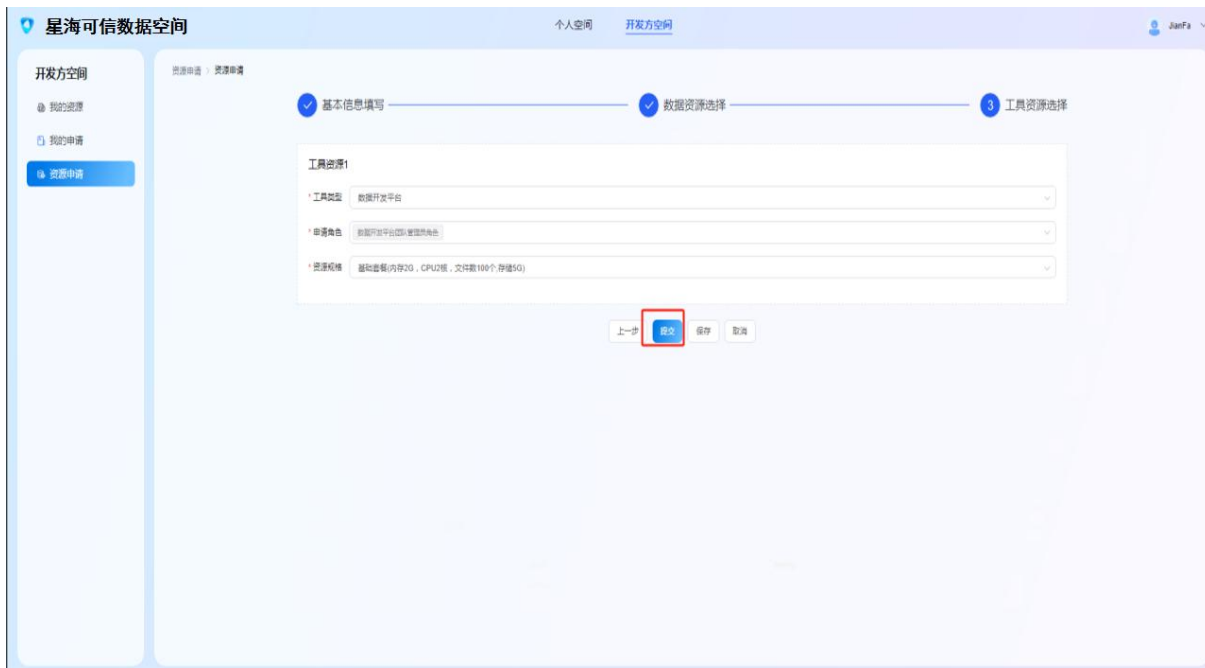 星海可信数据空间
个人空间
开发方空间
JianFa
开发方空间
我的资源
我的申请
资源申请
资源申请 > 资源申请
基本信息填写
数据资源选择
3 工具资源选择
工具资源1
* 工具类型 数据开发平台
* 申请角色 数据开发平台团队管理员角色
* 资源规格 基础套餐(内存2G，CPU2核，文件数100个,存储5G)
上一步 提交 保存 取消